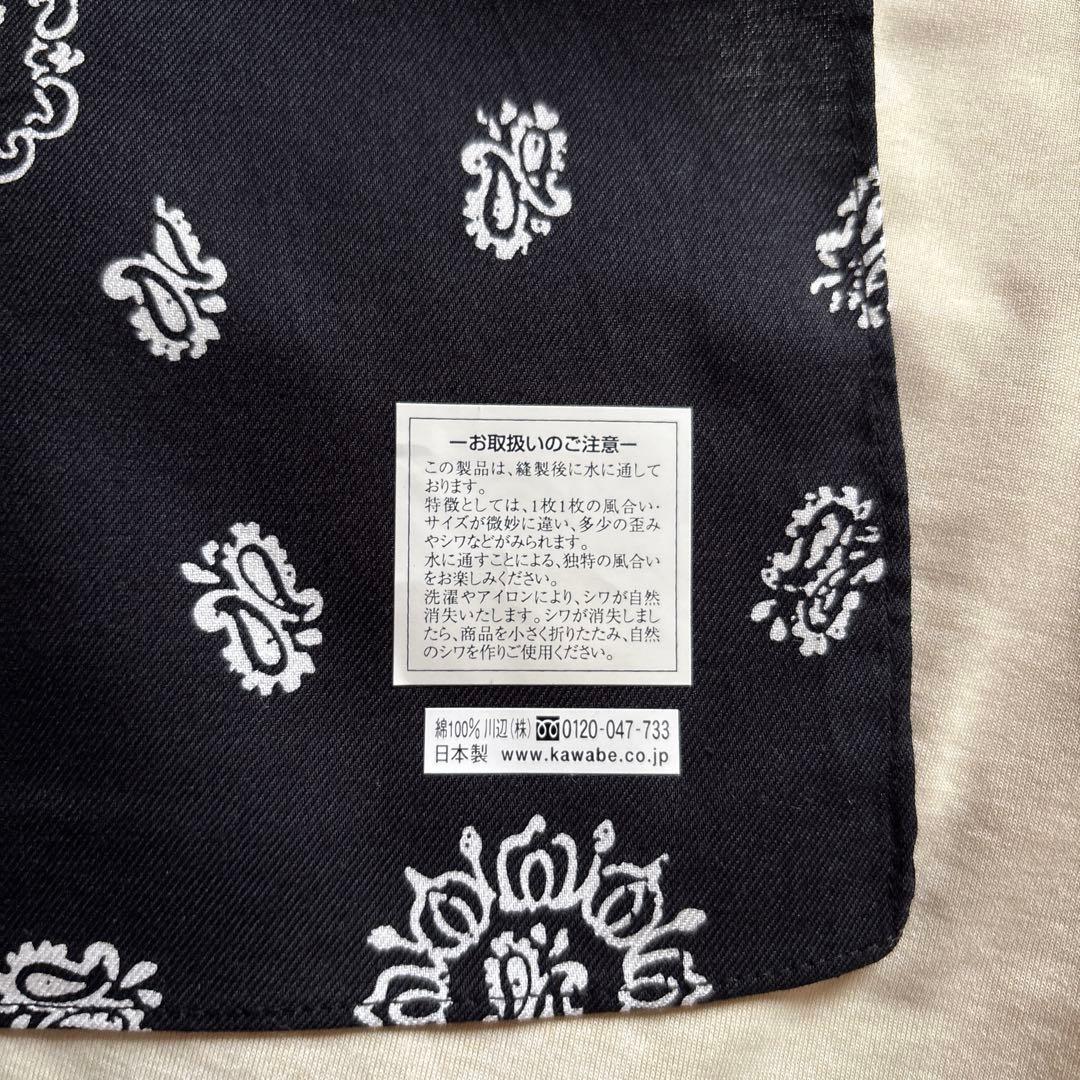 ーお取扱いのご注意ー
この製品は、縫製後に水に通して
おります。
特徴としては、1枚1枚の風合い・
サイズが微妙に違い、多少の歪み
やシワなどがみられます。
水に通すことによる、独特の風合い
をお楽しみください。
洗濯やアイロンにより、シワが自然
消失いたします。シワが消失しまし
たら、商品を小さく折りたたみ、自然
のシワを作りご使用ください。
綿100% 川辺(株) 0120-047-733
日本製 www.kawabe.co.jp